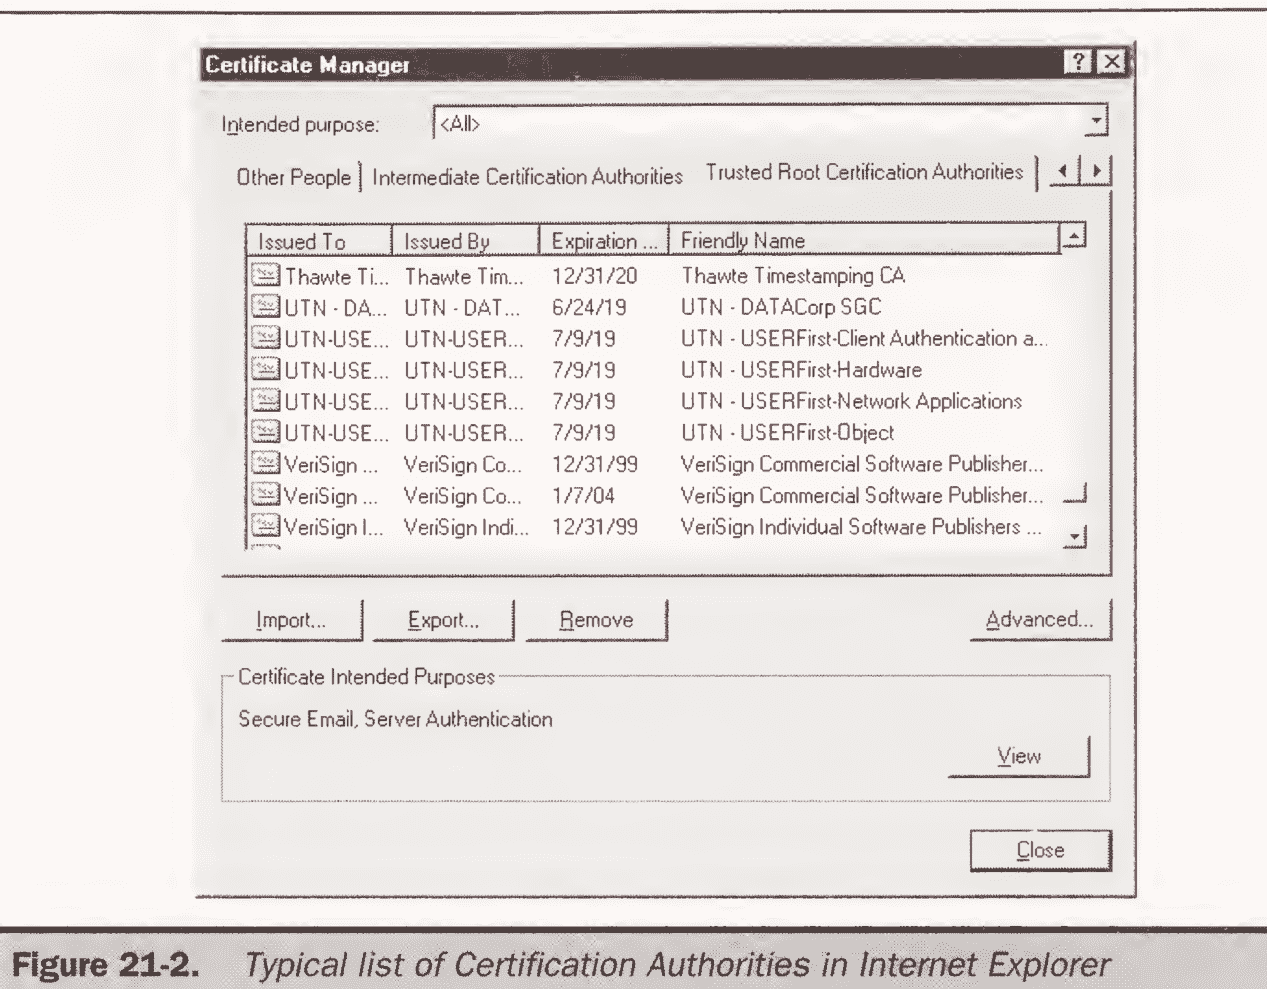 Certificate Manager
Intended purpose: <All>
Other People Intermediate Certification Authorities Trusted Root Certification Authorities
Issued To Issued By Expiration ... Friendly Name
Thawte Ti... Thawte Tim... 12/31/20 Thawte Timestamping CA
UTN - DA... UTN - DAT... 6/24/19 UTN - DATACorp SGC
UTN-USE... UTN-USER... 7/9/19 UTN - USERFirst-Client Authentication a...
UTN-USE... UTN-USER... 7/9/19 UTN - USERFirst-Hardware
UTN-USE... UTN-USER... 7/9/19 UTN - USERFirst-Network Applications
UTN-USE... UTN-USER... 7/9/19 UTN - USERFirst-Object
VeriSign ... VeriSign Co... 12/31/99 VeriSign Commercial Software Publisher...
VeriSign ... VeriSign Co... 1/7/04 VeriSign Commercial Software Publisher...
VeriSign I... VeriSign Indi... 12/31/99 VeriSign Individual Software Publishers ...
Import... Export... Remove Advanced...
Certificate Intended Purposes
Secure Email, Server Authentication
View
Close
Figure 21-2. Typical list of Certification Authorities in Internet Explorer